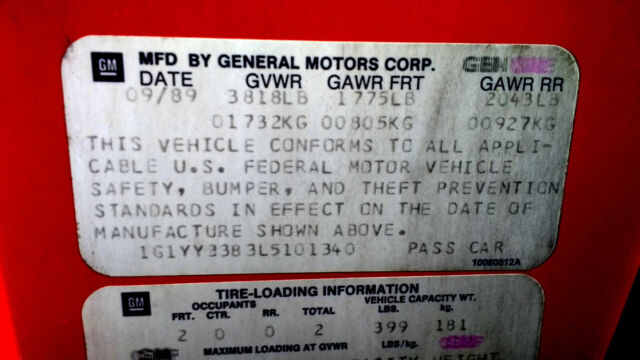 GM MFD BY GENERAL MOTORS CORP.
DATE GVWR GAWR FRT GAWR RR
09/89 3818LB 1775LB 2043LB
01732KG 00805KG 00927KG
THIS VEHICLE CONFORMS TO ALL APPLI-
CABLE U.S. FEDERAL MOTOR VEHICLE
SAFETY, BUMPER, AND THEFT PREVENTION
STANDARDS IN EFFECT ON THE DATE OF
MANUFACTURE SHOWN ABOVE.
1G1YY3383L5101340 PASS CAR
10080812A
GM TIRE-LOADING INFORMATION
OCCUPANTS VEHICLE CAPACITY WT.
FRT. CTR. RR. TOTAL LBS. kg.
2 0 0 2 399 181
MAXIMUM LOADING AT GVWR LBS/kg.